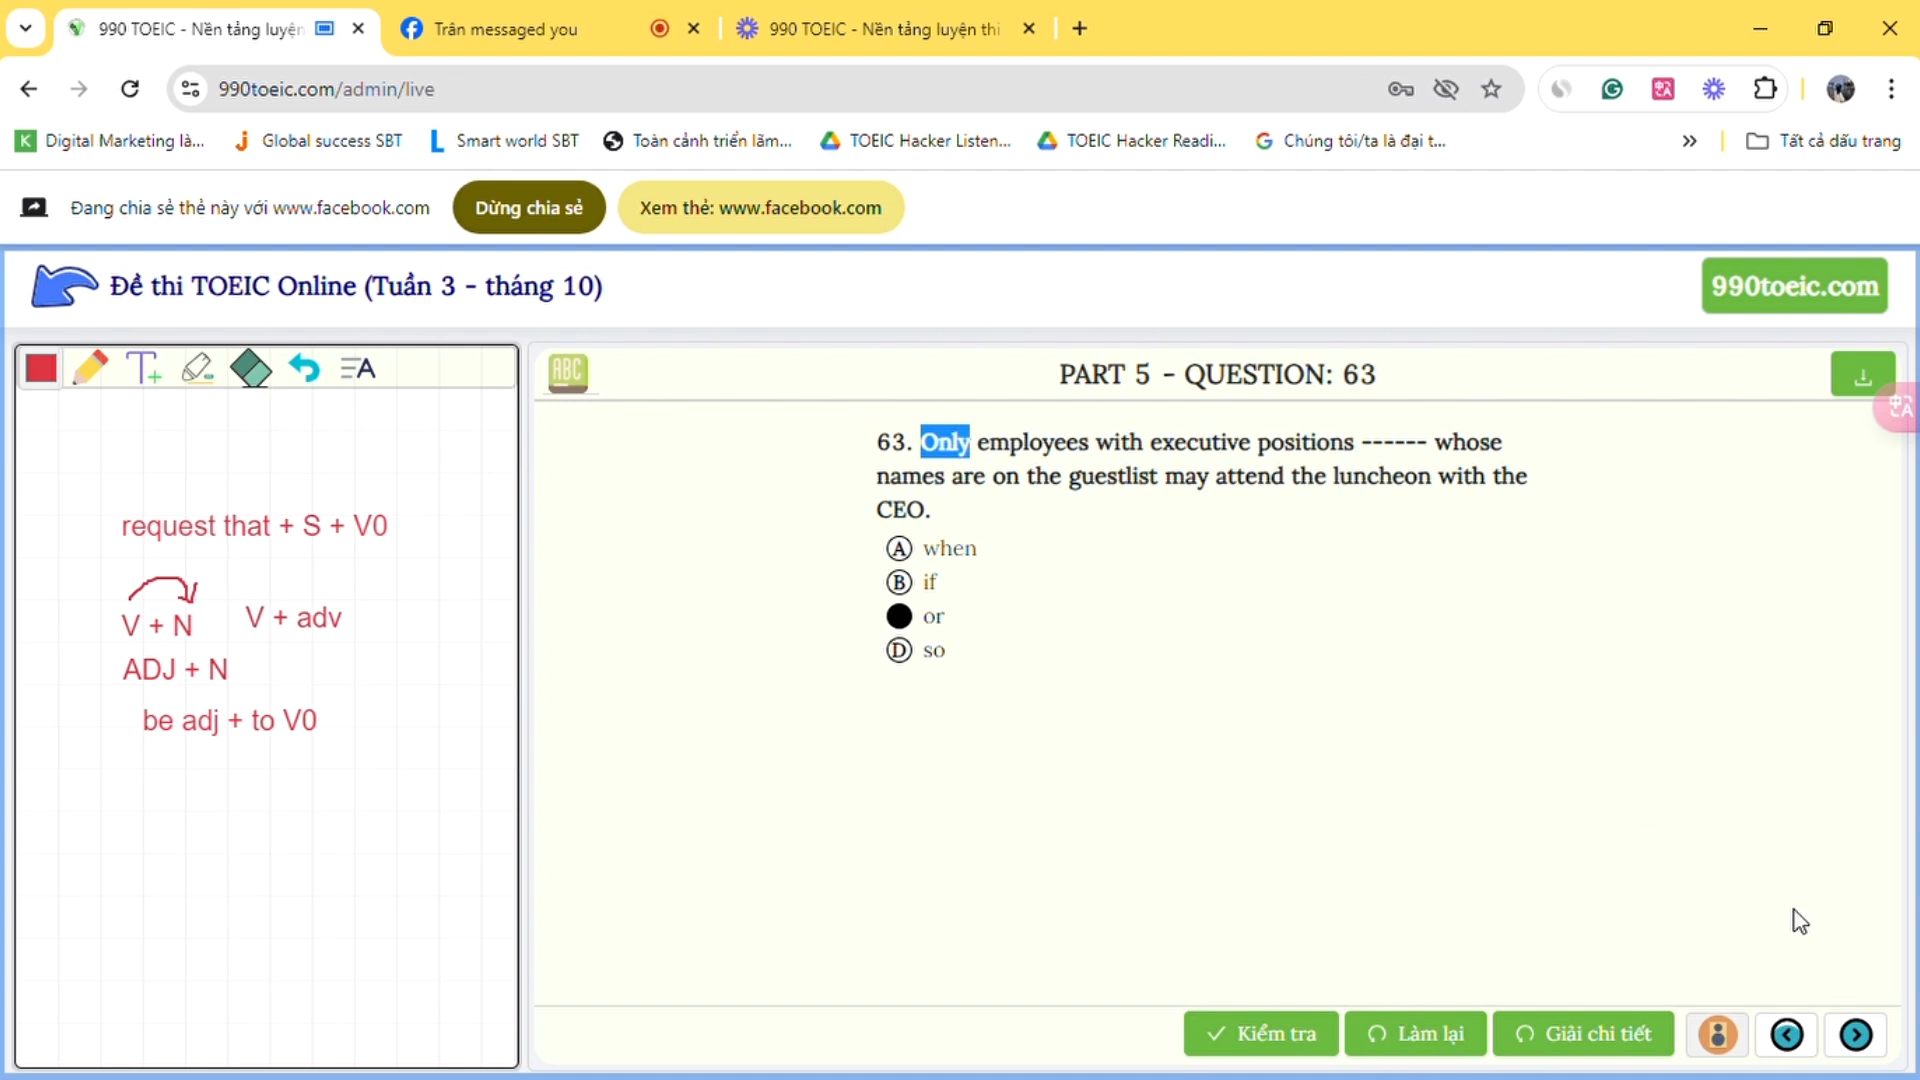 990 TOEIC - Nền tảng luyện
Trân messaged you
990 TOEIC - Nền tảng luyện thi
990toeic.com/admin/live
Digital Marketing là...
Global success SBT
Smart world SBT
Toàn cảnh triển lãm...
TOEIC Hacker Listen...
TOEIC Hacker Readi...
Chúng tôi/ta là đại t...
Tất cả dấu trang
Đang chia sẻ thẻ này với www.facebook.com
Dừng chia sẻ
Xem thẻ: www.facebook.com
Đề thi TOEIC Online (Tuần 3 - tháng 10)
990toeic.com
ABC
PART 5 - QUESTION: 63
request that + S + V0
V + N
V + adv
ADJ + N
be adj + to V0
63. Only employees with executive positions ------ whose
names are on the guestlist may attend the luncheon with the
CEO.
A when
B if
or
D so
Kiểm tra
Làm lại
Giải chi tiết